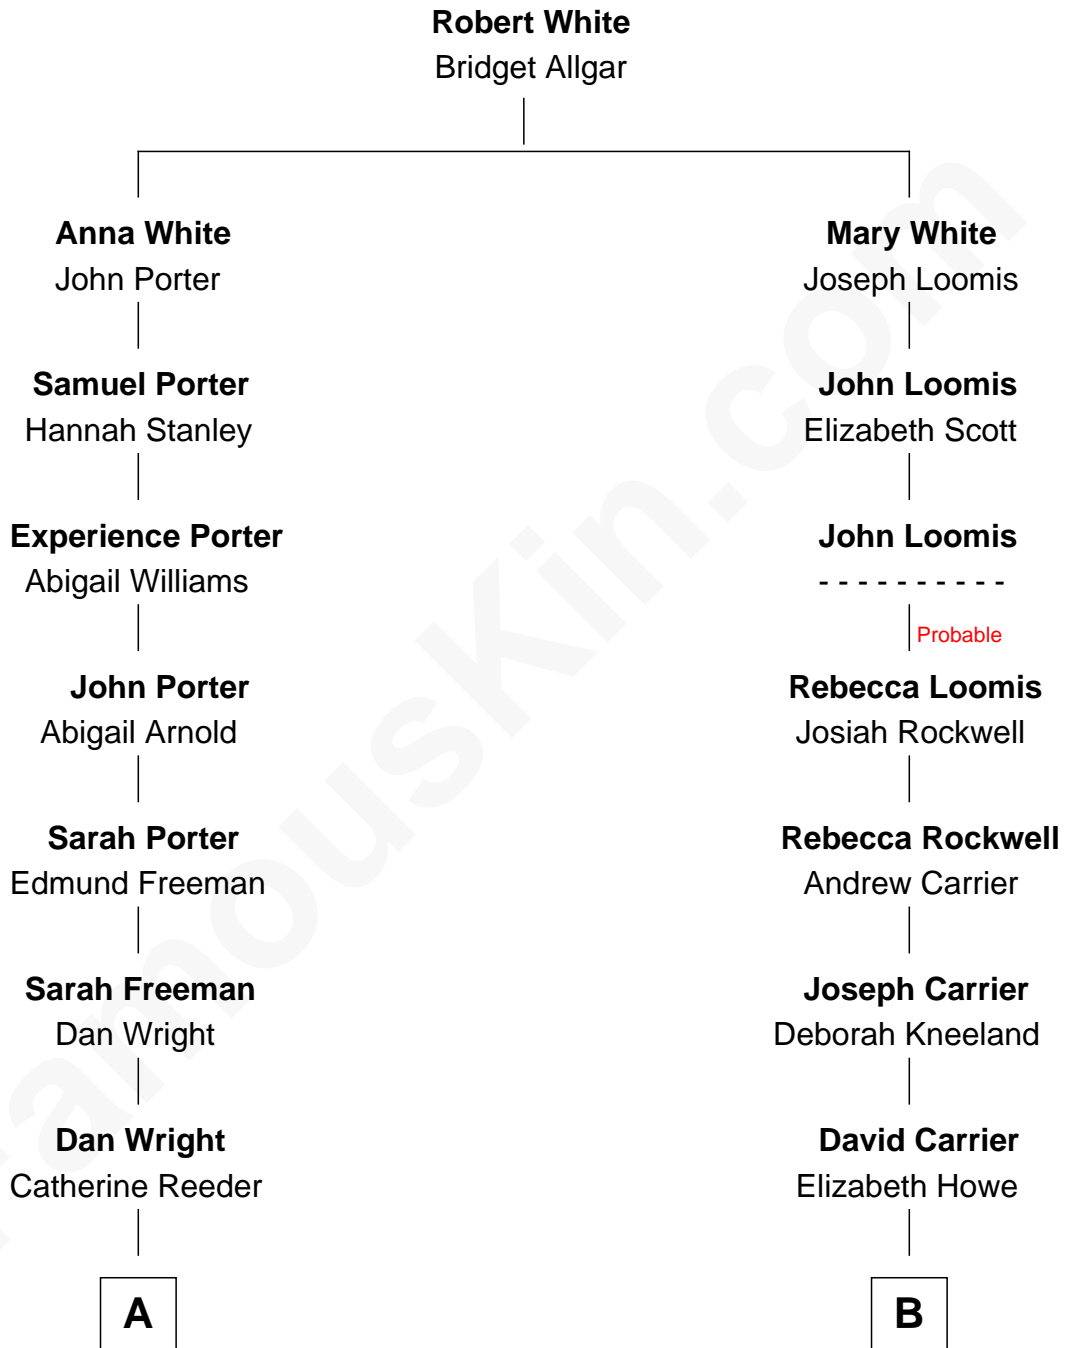 Robert White
Bridget Allgar
Anna White
John Porter
Samuel Porter
Hannah Stanley
Experience Porter
Abigail Williams
John Porter
Abigail Arnold
Sarah Porter
Edmund Freeman
Sarah Freeman
Dan Wright
Dan Wright
Catherine Reeder
A
Mary White
Joseph Loomis
John Loomis
Elizabeth Scott
John Loomis
- - - - - - - - - -
Probable
Rebecca Loomis
Josiah Rockwell
Rebecca Rockwell
Andrew Carrier
Joseph Carrier
Deborah Kneeland
David Carrier
Elizabeth Howe
B
FamousKin.com